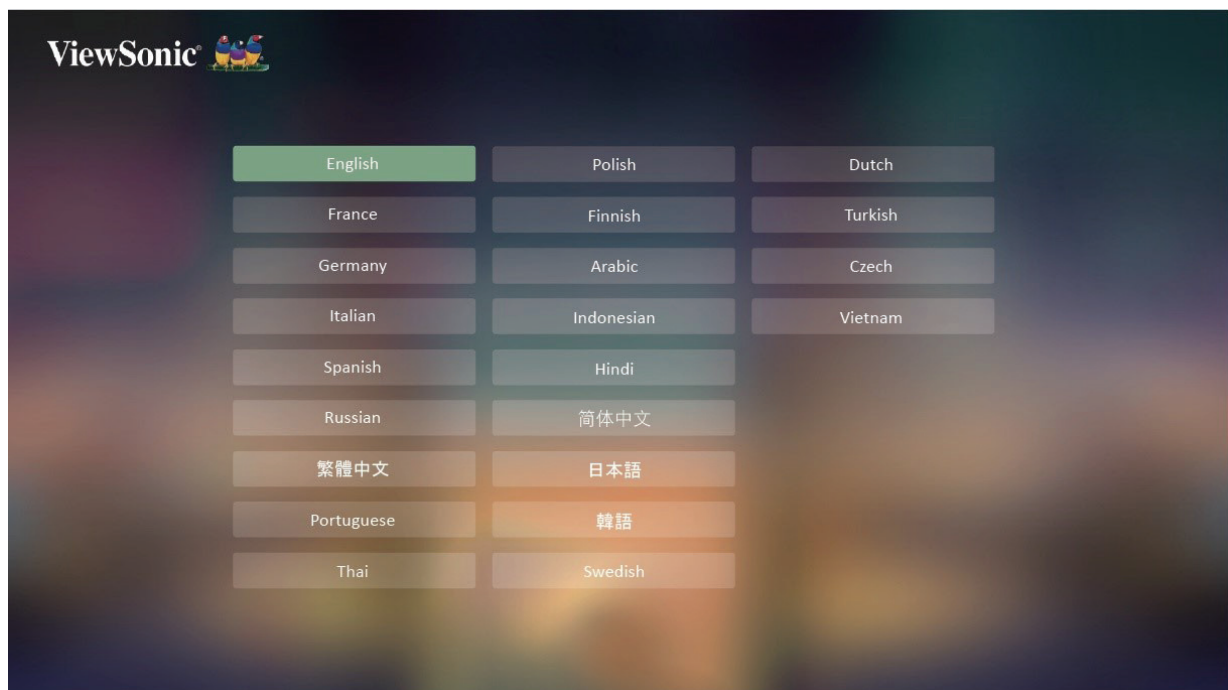 ViewSonic®
English
France
Germany
Italian
Spanish
Russian
繁體中文
Portuguese
Thai
Polish
Finnish
Arabic
Indonesian
Hindi
简体中文
日本語
韓語
Swedish
Dutch
Turkish
Czech
Vietnam